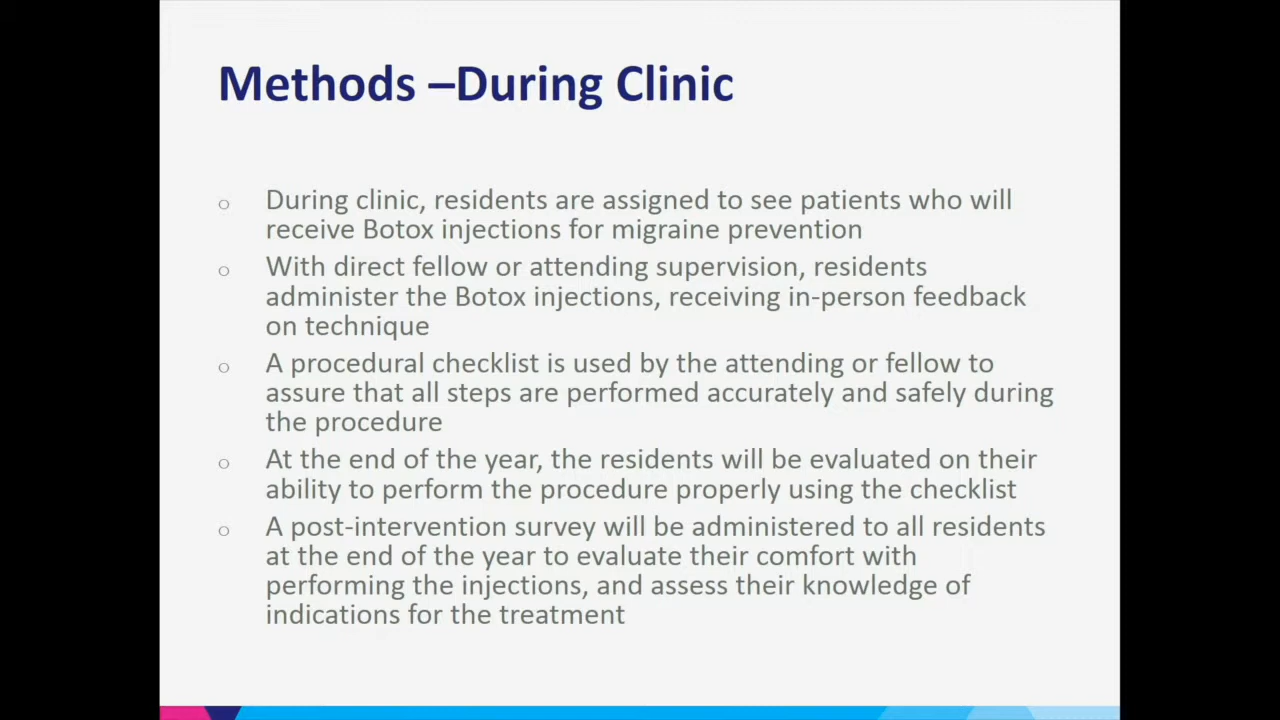 Methods –During Clinic
○ During clinic, residents are assigned to see patients who will
receive Botox injections for migraine prevention
○ With direct fellow or attending supervision, residents
administer the Botox injections, receiving in-person feedback
on technique
○ A procedural checklist is used by the attending or fellow to
assure that all steps are performed accurately and safely during
the procedure
○ At the end of the year, the residents will be evaluated on their
ability to perform the procedure properly using the checklist
○ A post-intervention survey will be administered to all residents
at the end of the year to evaluate their comfort with
performing the injections, and assess their knowledge of
indications for the treatment